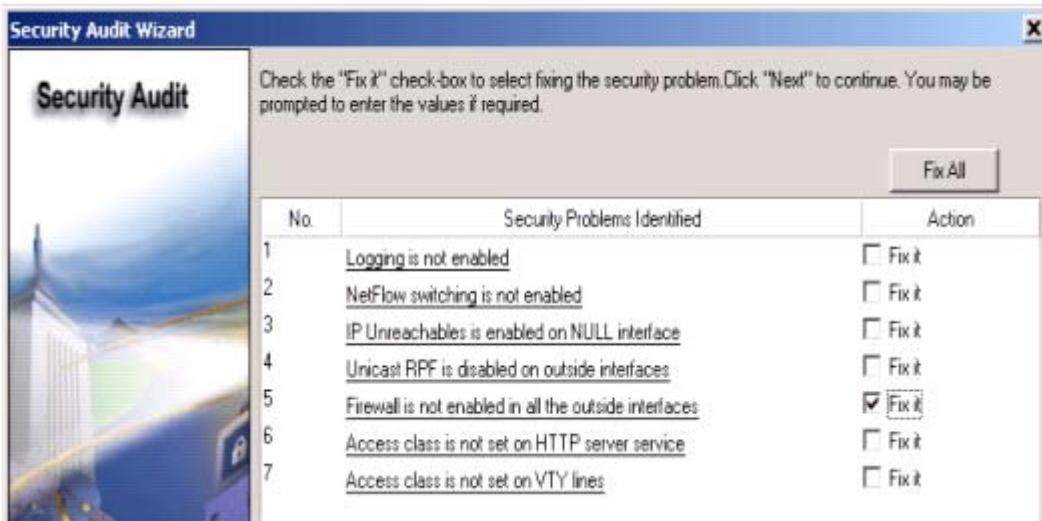 Security Audit Wizard
Security Audit
Check the "Fix it" check-box to select fixing the security problem.Click "Next" to continue. You may be
prompted to enter the values if required.
Fix All
No. Security Problems Identified Action
1 Logging is not enabled Fix it
2 NetFlow switching is not enabled Fix it
3 IP Unreachables is enabled on NULL interface Fix it
4 Unicast RPF is disabled on outside interfaces Fix it
5 Firewall is not enabled in all the outside interfaces Fix it
6 Access class is not set on HTTP server service Fix it
7 Access class is not set on VTY lines Fix it